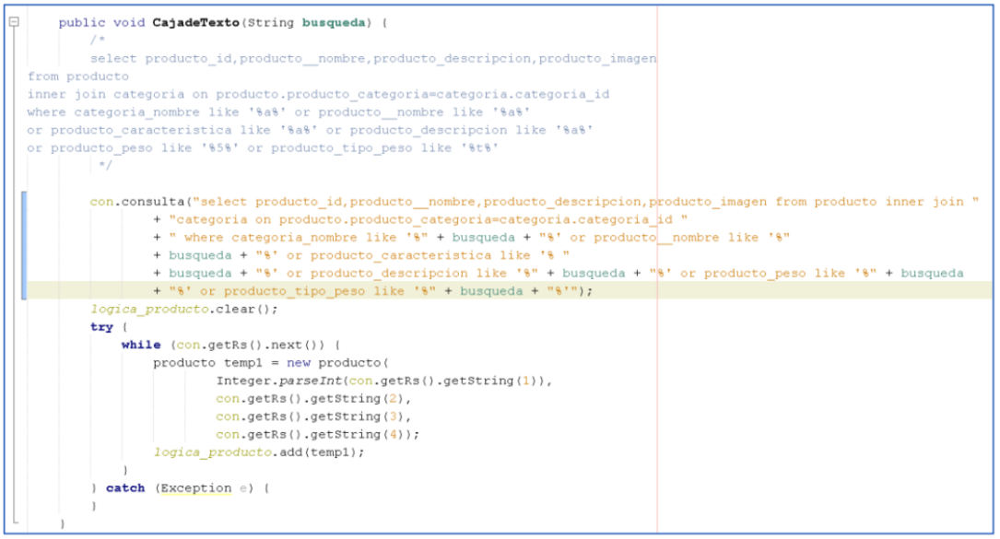 public void CajadeTexto(String busqueda) {
/*
select producto_id,producto__nombre,producto_descripcion,producto_imagen
from producto
inner join categoria on producto.producto_categoria=categoria.categoria_id
where categoria_nombre like '%a%' or producto__nombre like '%a%'
or producto_caracteristica like '%a%' or producto_descripcion like '%a%'
or producto_peso like '%5%' or producto_tipo_peso like '%t%'
*/
con.consulta("select producto_id,producto__nombre,producto_descripcion,producto_imagen from producto inner join "
+ "categoria on producto.producto_categoria=categoria.categoria_id "
+ " where categoria_nombre like '%" + busqueda + "%' or producto__nombre like '%"
+ busqueda + "%' or producto_caracteristica like '% "
+ busqueda + "%' or producto_descripcion like '%" + busqueda + "%' or producto_peso like '%" + busqueda
+ "%' or producto_tipo_peso like '%" + busqueda + "%'");
logica_producto.clear();
try {
while (con.getRs().next()) {
producto temp1 = new producto(
Integer.parseInt(con.getRs().getString(1)),
con.getRs().getString(2),
con.getRs().getString(3),
con.getRs().getString(4));
logica_producto.add(temp1);
}
} catch (Exception e) {
}
}